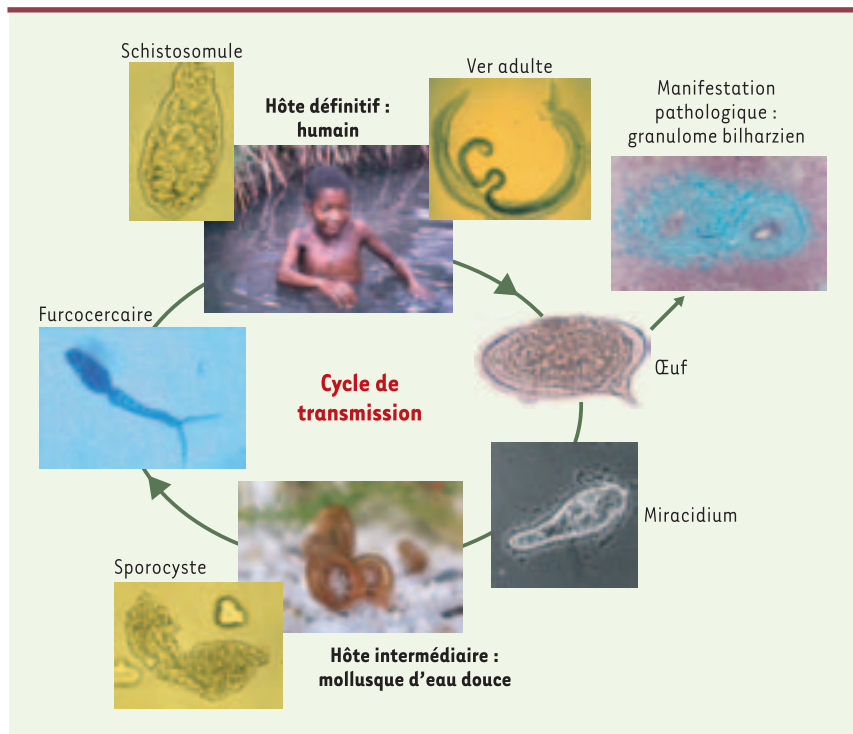 Schistosomule
Hôte définitif :
humain
Ver adulte
Manifestation
pathologique :
granulome bilharzien
Furcocercaire
Cycle de
transmission
Œuf
Miracidium
Sporocyste
Hôte intermédiaire :
mollusque d’eau douce